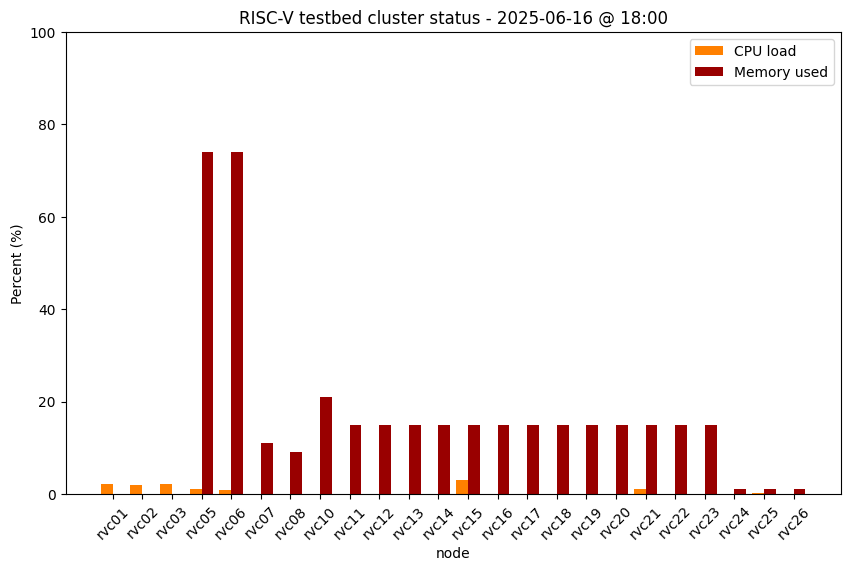 RISC-V testbed cluster status - 2025-06-16 @ 18:00
CPU load
Memory used
Percent (%)
100
80
60
40
20
0
rvc01 rvc02 rvc03 rvc05 rvc06 rvc07 rvc08 rvc10 rvc11 rvc12 rvc13 rvc14 rvc15 rvc16 rvc17 rvc18 rvc19 rvc20 rvc21 rvc22 rvc23 rvc24 rvc25 rvc26
node